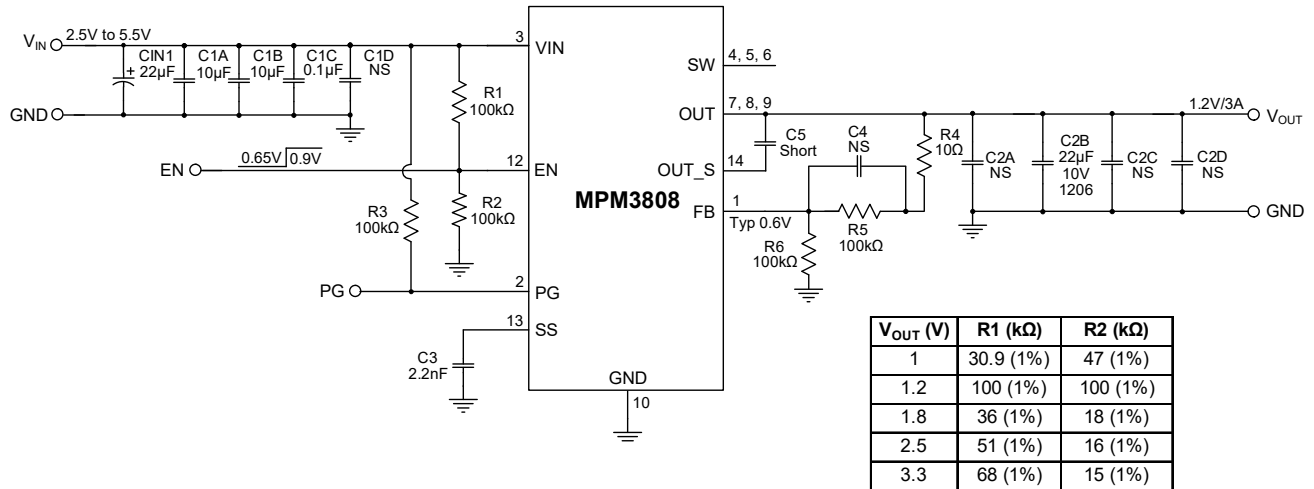 V_IN 2.5V to 5.5V
CIN1
22µF
C1A
10µF
C1B
10µF
C1C
0.1µF
C1D
NS
GND
R1
100kΩ
EN 0.65V 0.9V
R2
100kΩ
R3
100kΩ
PG
C3
2.2nF
3 VIN
12 EN
2 PG
13 SS
MPM3808
GND
10
SW 4, 5, 6
OUT 7, 8, 9
OUT_S 14
FB 1
Typ 0.6V
C5
Short
C4
NS
R4
10Ω
R5
100kΩ
R6
100kΩ
C2A
NS
C2B
22µF
10V
1206
C2C
NS
C2D
NS
1.2V/3A V_OUT
GND
V_OUT (V) R1 (kΩ) R2 (kΩ)
1 30.9 (1%) 47 (1%)
1.2 100 (1%) 100 (1%)
1.8 36 (1%) 18 (1%)
2.5 51 (1%) 16 (1%)
3.3 68 (1%) 15 (1%)